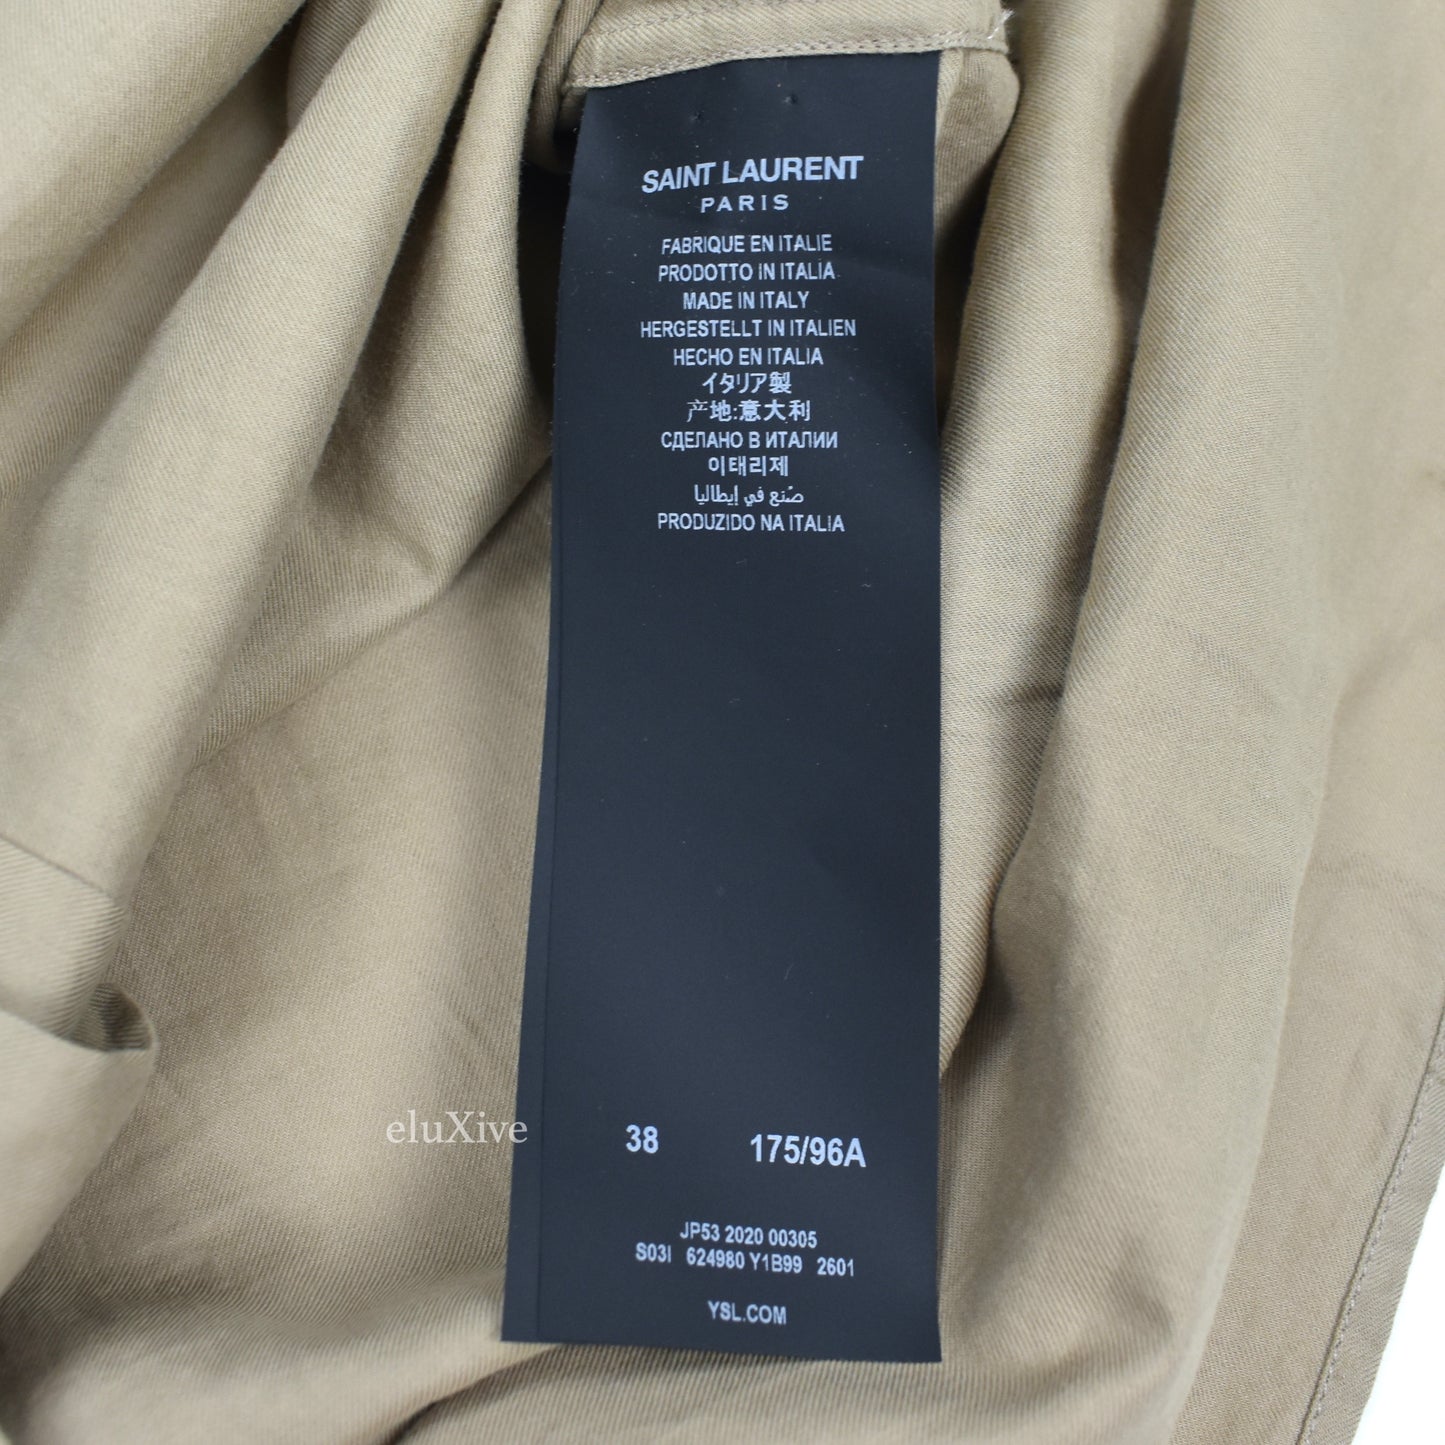 SAINT LAURENT
PARIS
FABRIQUE EN ITALIE
PRODOTTO IN ITALIA
MADE IN ITALY
HERGESTELLT IN ITALIEN
HECHO EN ITALIA
イタリア製
产地:意大利
СДЕЛАНО В ИТАЛИИ
이태리제
صُنع في إيطاليا
PRODUZIDO NA ITALIA
eluXive
38 175/96A
JP53 2020 00305
S03I 624980 Y1B99 2601
YSL.COM